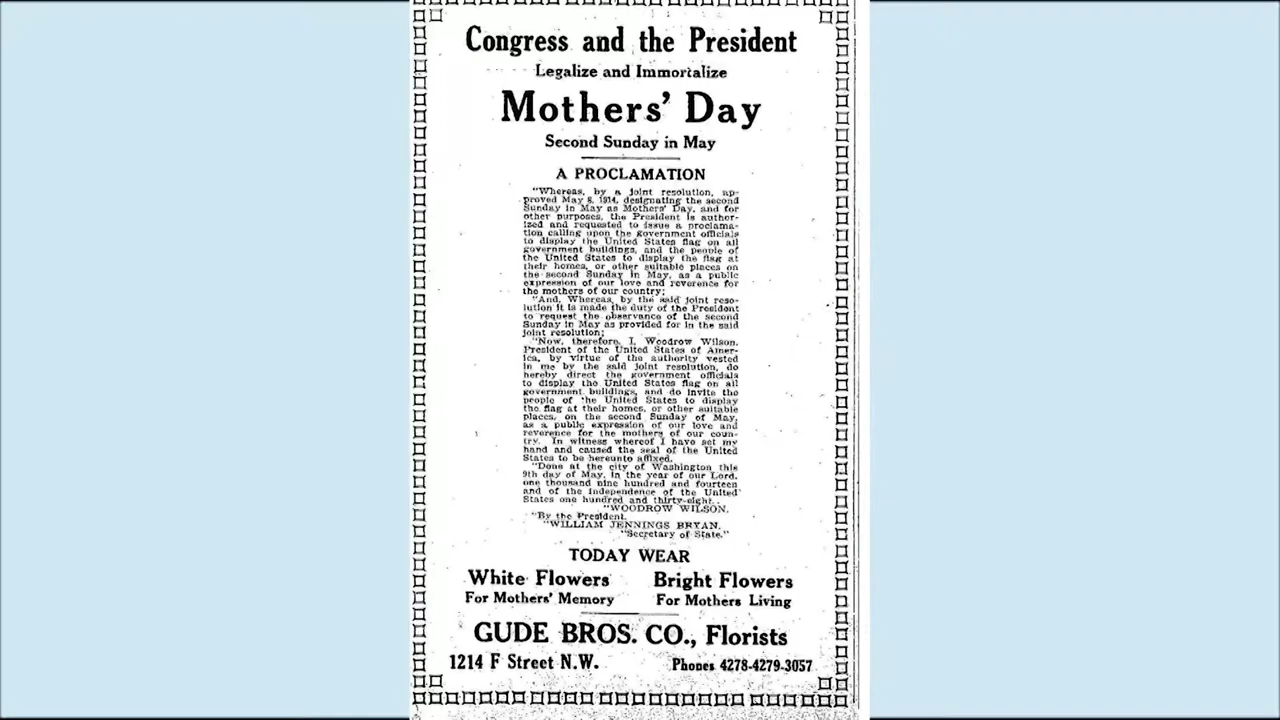 Congress and the President
Legalize and Immortalize
Mothers' Day
Second Sunday in May
A PROCLAMATION
"Whereas, by a joint resolution, ap-
proved May 8, 1914, designating the second
Sunday in May as Mothers' Day, and for
other purposes, the President is author-
ized and requested to issue a proclama-
tion calling upon the government officials
to display the United States flag on all
government buildings, and the people of
the United States to display the flag at
their homes, or other suitable places on
the second Sunday in May, as a public
expression of our love and reverence for
the mothers of our country;
"And, Whereas, by the said joint reso-
lution it is made the duty of the President
to request the observance of the second
Sunday in May as provided for in the said
joint resolution;
"Now, therefore, I, Woodrow Wilson,
President of the United States of Amer-
ica, by virtue of the authority vested
in me by the said joint resolution, do
hereby direct the government officials
to display the United States flag on all
government buildings, and do invite the
people of the United States to display
the flag at their homes, or other suitable
places, on the second Sunday of May,
as a public expression of our love and
reverence for the mothers of our coun-
try. In witness whereof I have set my
hand and caused the seal of the United
States to be hereunto affixed.
"Done at the city of Washington this
9th day of May, in the year of our Lord,
one thousand nine hundred and fourteen
and of the independence of the United
States one hundred and thirty-eight.
"WOODROW WILSON.
"By the President.
"WILLIAM JENNINGS BRYAN.
"Secretary of State."
TODAY WEAR
White Flowers Bright Flowers
For Mothers' Memory For Mothers Living
GUDE BROS. CO., Florists
1214 F Street N.W. Phones 4278-4279-3057